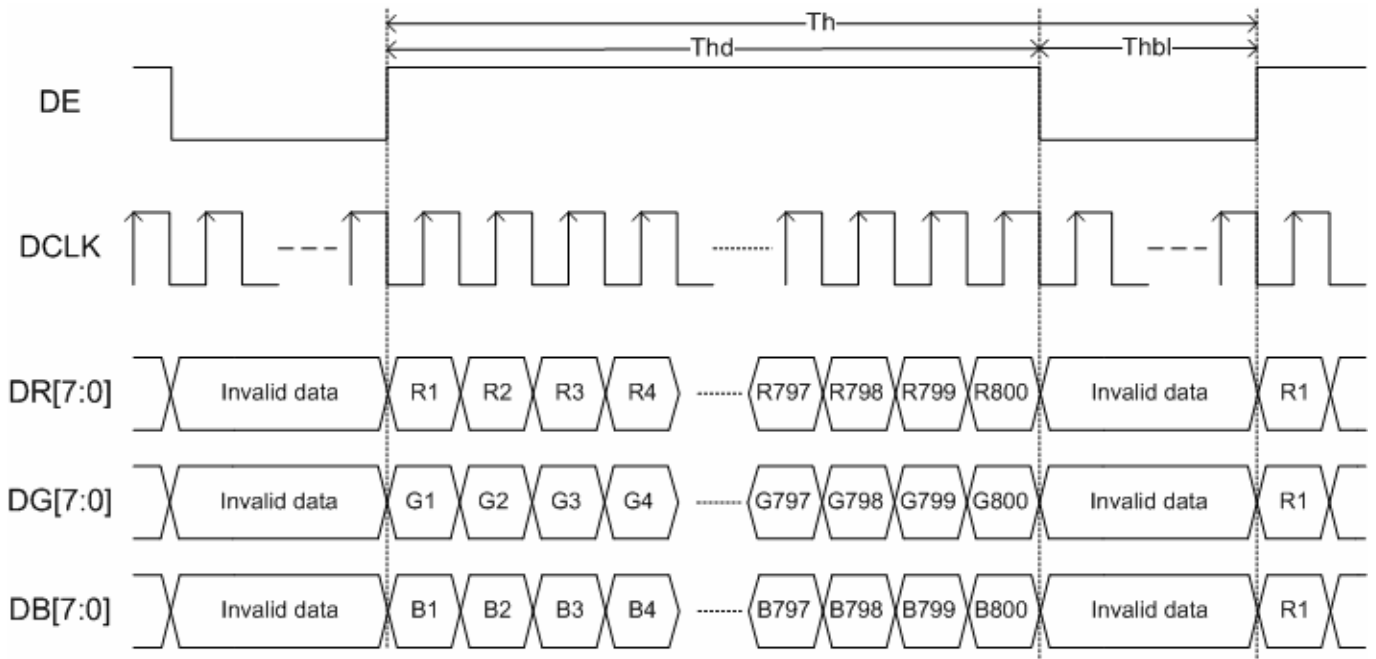 Th
Thd Thbl
DE
DCLK
DR[7:0] Invalid data R1 R2 R3 R4 R797 R798 R799 R800 Invalid data R1
DG[7:0] Invalid data G1 G2 G3 G4 G797 G798 G799 G800 Invalid data R1
DB[7:0] Invalid data B1 B2 B3 B4 B797 B798 B799 B800 Invalid data R1